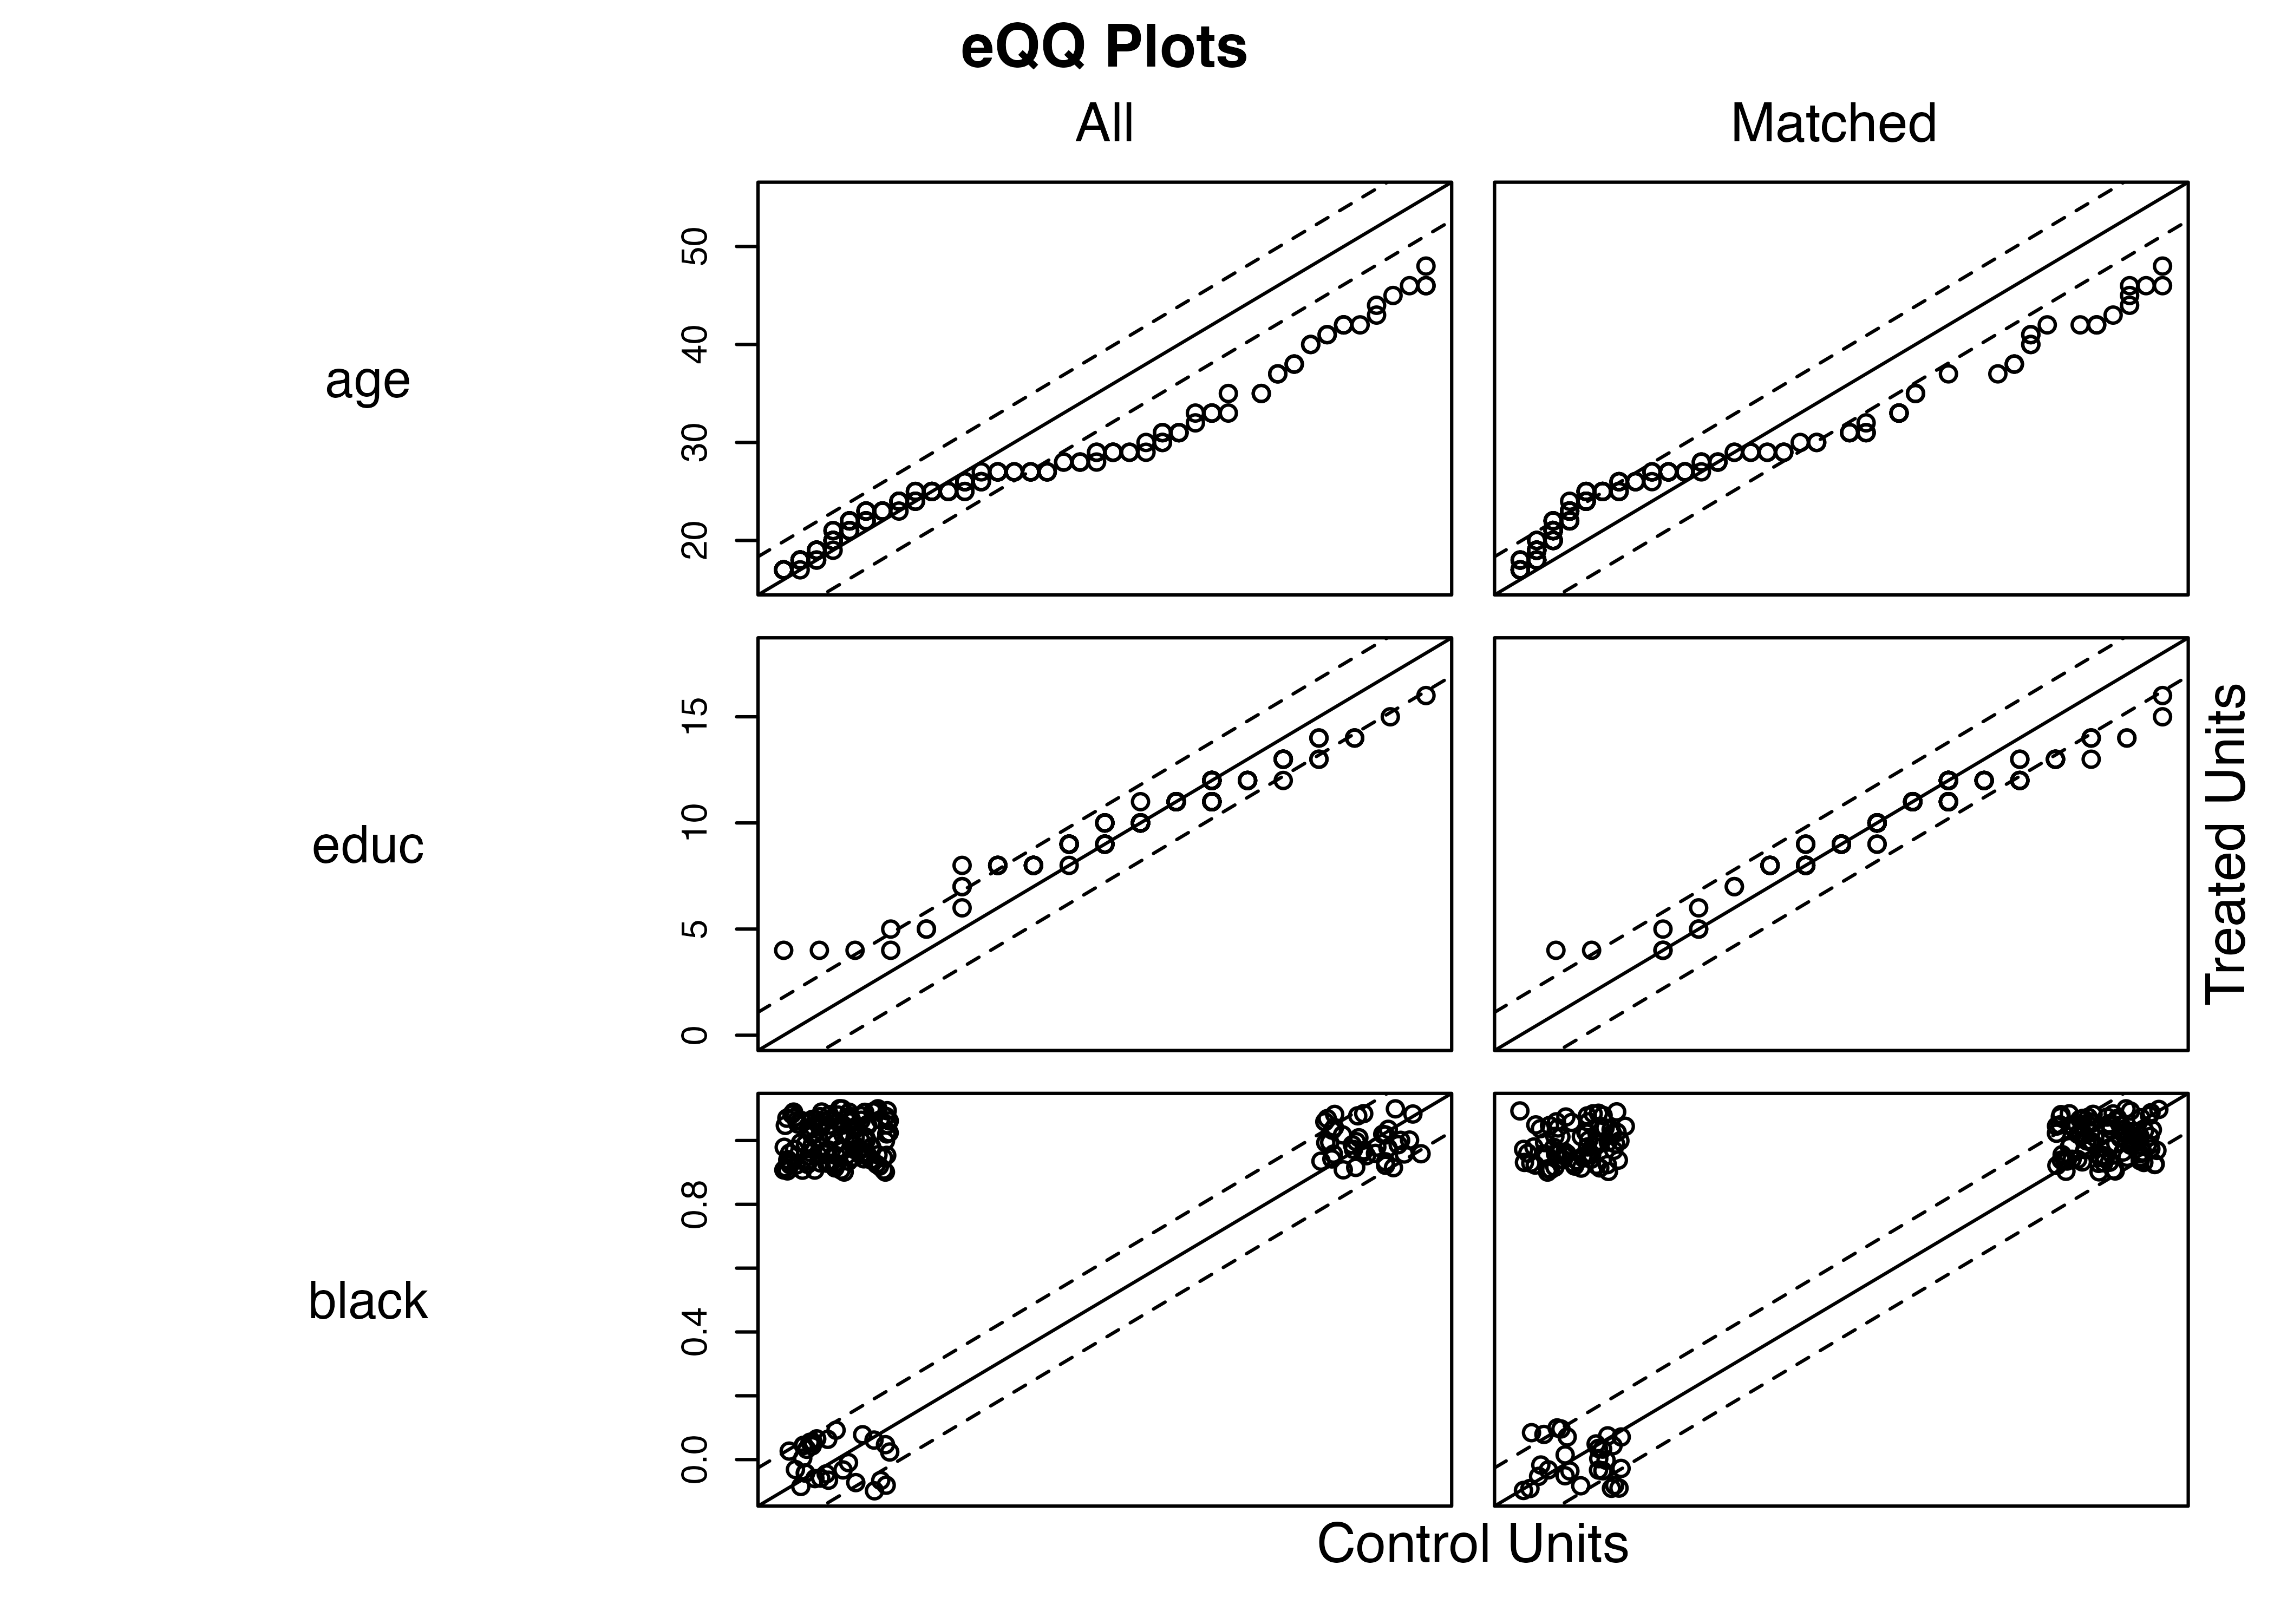 eQQ Plots
All Matched
age
50
40
30
20
educ
15
10
5
0
Treated Units
black
0.8
0.4
0.0
Control Units